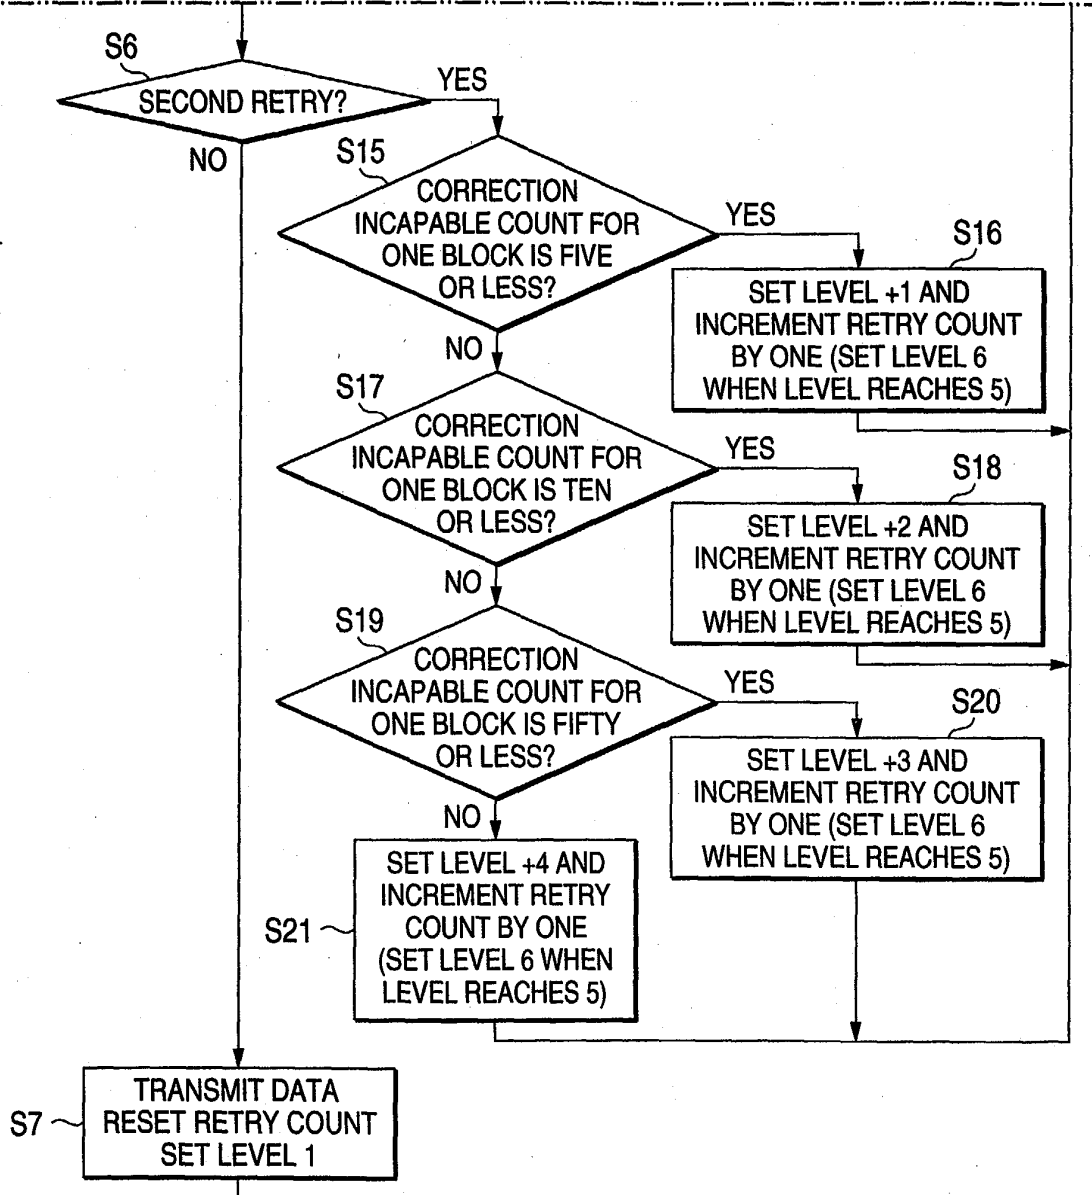 S6
SECOND RETRY?
YES
NO
S15
CORRECTION
INCAPABLE COUNT FOR
ONE BLOCK IS FIVE
OR LESS?
YES
NO
S16
SET LEVEL +1 AND
INCREMENT RETRY COUNT
BY ONE (SET LEVEL 6
WHEN LEVEL REACHES 5)
S17
CORRECTION
INCAPABLE COUNT FOR
ONE BLOCK IS TEN
OR LESS?
YES
NO
S18
SET LEVEL +2 AND
INCREMENT RETRY COUNT
BY ONE (SET LEVEL 6
WHEN LEVEL REACHES 5)
S19
CORRECTION
INCAPABLE COUNT FOR
ONE BLOCK IS FIFTY
OR LESS?
YES
NO
S20
SET LEVEL +3 AND
INCREMENT RETRY COUNT
BY ONE (SET LEVEL 6
WHEN LEVEL REACHES 5)
S21
SET LEVEL +4 AND
INCREMENT RETRY
COUNT BY ONE
(SET LEVEL 6 WHEN
LEVEL REACHES 5)
S7
TRANSMIT DATA
RESET RETRY COUNT
SET LEVEL 1